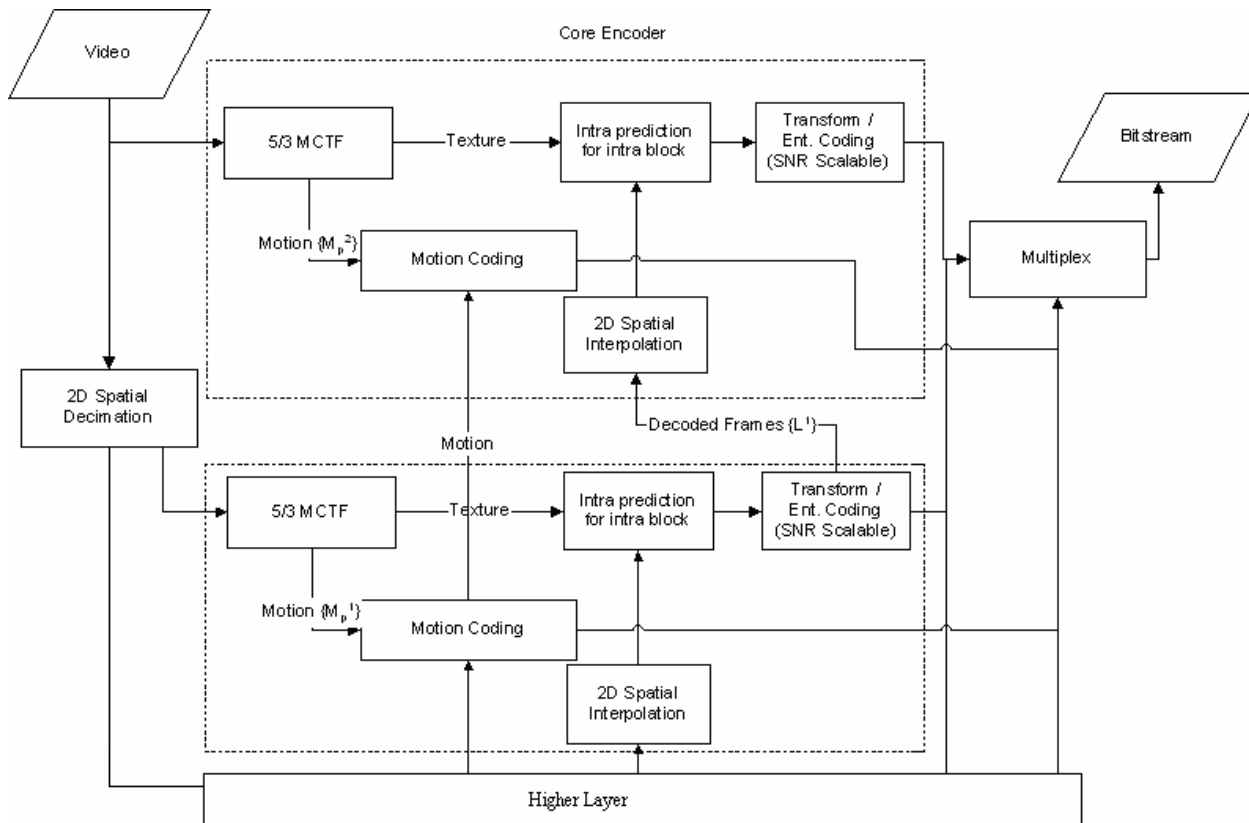 Video
Core Encoder
5/3 MCTF
Texture
Intra prediction
for intra block
Transform /
Ent. Coding
(SNR Scalable)
Bitstream
Motion {Mp²}
Motion Coding
Multiplex
2D Spatial
Interpolation
2D Spatial
Decimation
Decoded Frames {L¹}
Motion
5/3 MCTF
Texture
Intra prediction
for intra block
Transform /
Ent. Coding
(SNR Scalable)
Motion {Mp¹}
Motion Coding
2D Spatial
Interpolation
Higher Layer